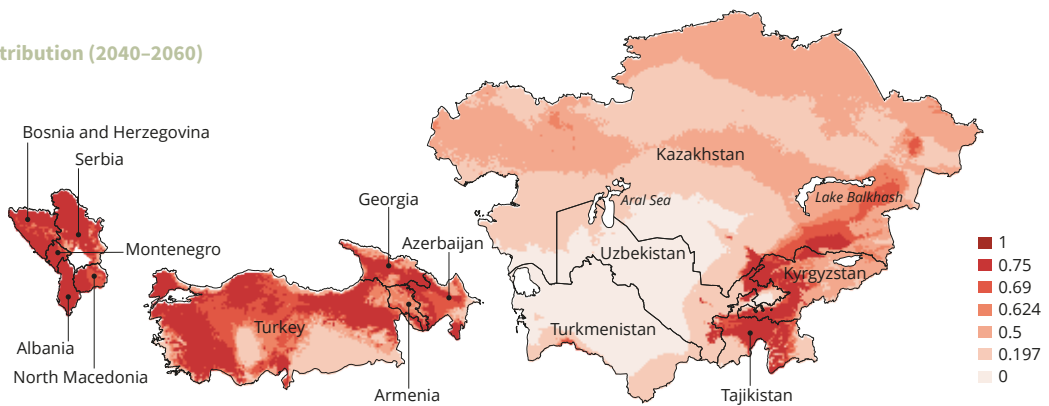 tribution (2040–2060)
Bosnia and Herzegovina
Serbia
Montenegro
Albania
North Macedonia
Georgia
Azerbaijan
Turkey
Armenia
Kazakhstan
Aral Sea
Lake Balkhash
Uzbekistan
Kyrgyzstan
Turkmenistan
Tajikistan
1
0.75
0.69
0.624
0.5
0.197
0